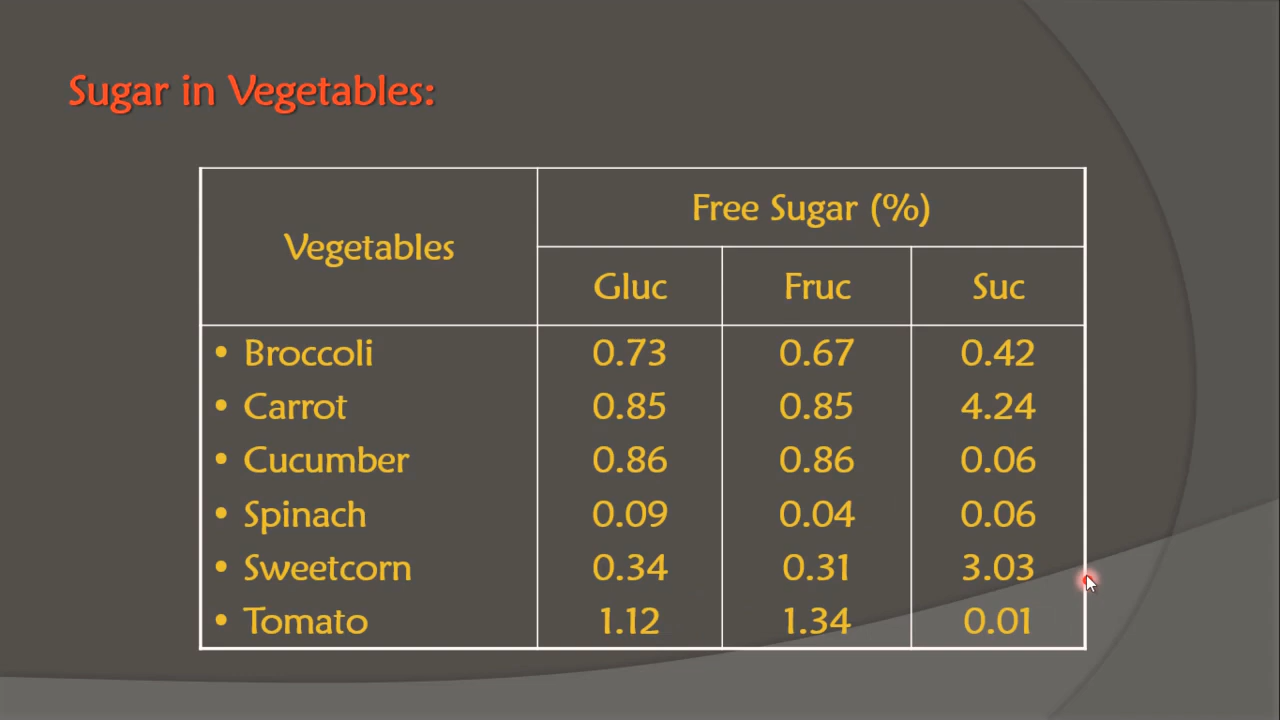 Sugar in Vegetables:
Vegetables
Free Sugar (%)
Gluc Fruc Suc
• Broccoli 0.73 0.67 0.42
• Carrot 0.85 0.85 4.24
• Cucumber 0.86 0.86 0.06
• Spinach 0.09 0.04 0.06
• Sweetcorn 0.34 0.31 3.03
• Tomato 1.12 1.34 0.01